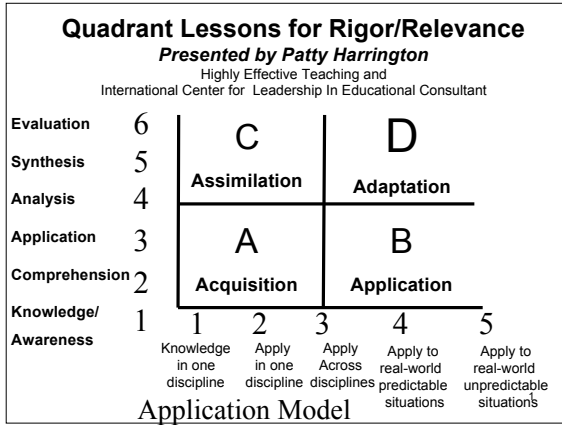 Quadrant Lessons for Rigor/Relevance
Presented by Patty Harrington
Highly Effective Teaching and
International Center for Leadership In Educational Consultant
Evaluation 6
Synthesis 5
Analysis 4
Application 3
Comprehension 2
Knowledge/
Awareness 1
C
Assimilation
D
Adaptation
A
Acquisition
B
Application
1 2 3 4 5
Knowledge
in one
discipline
Apply
in one
discipline
Apply
Across
disciplines
Apply to
real-world
predictable
situations
Apply to
real-world
unpredictable
situations
1
Application Model